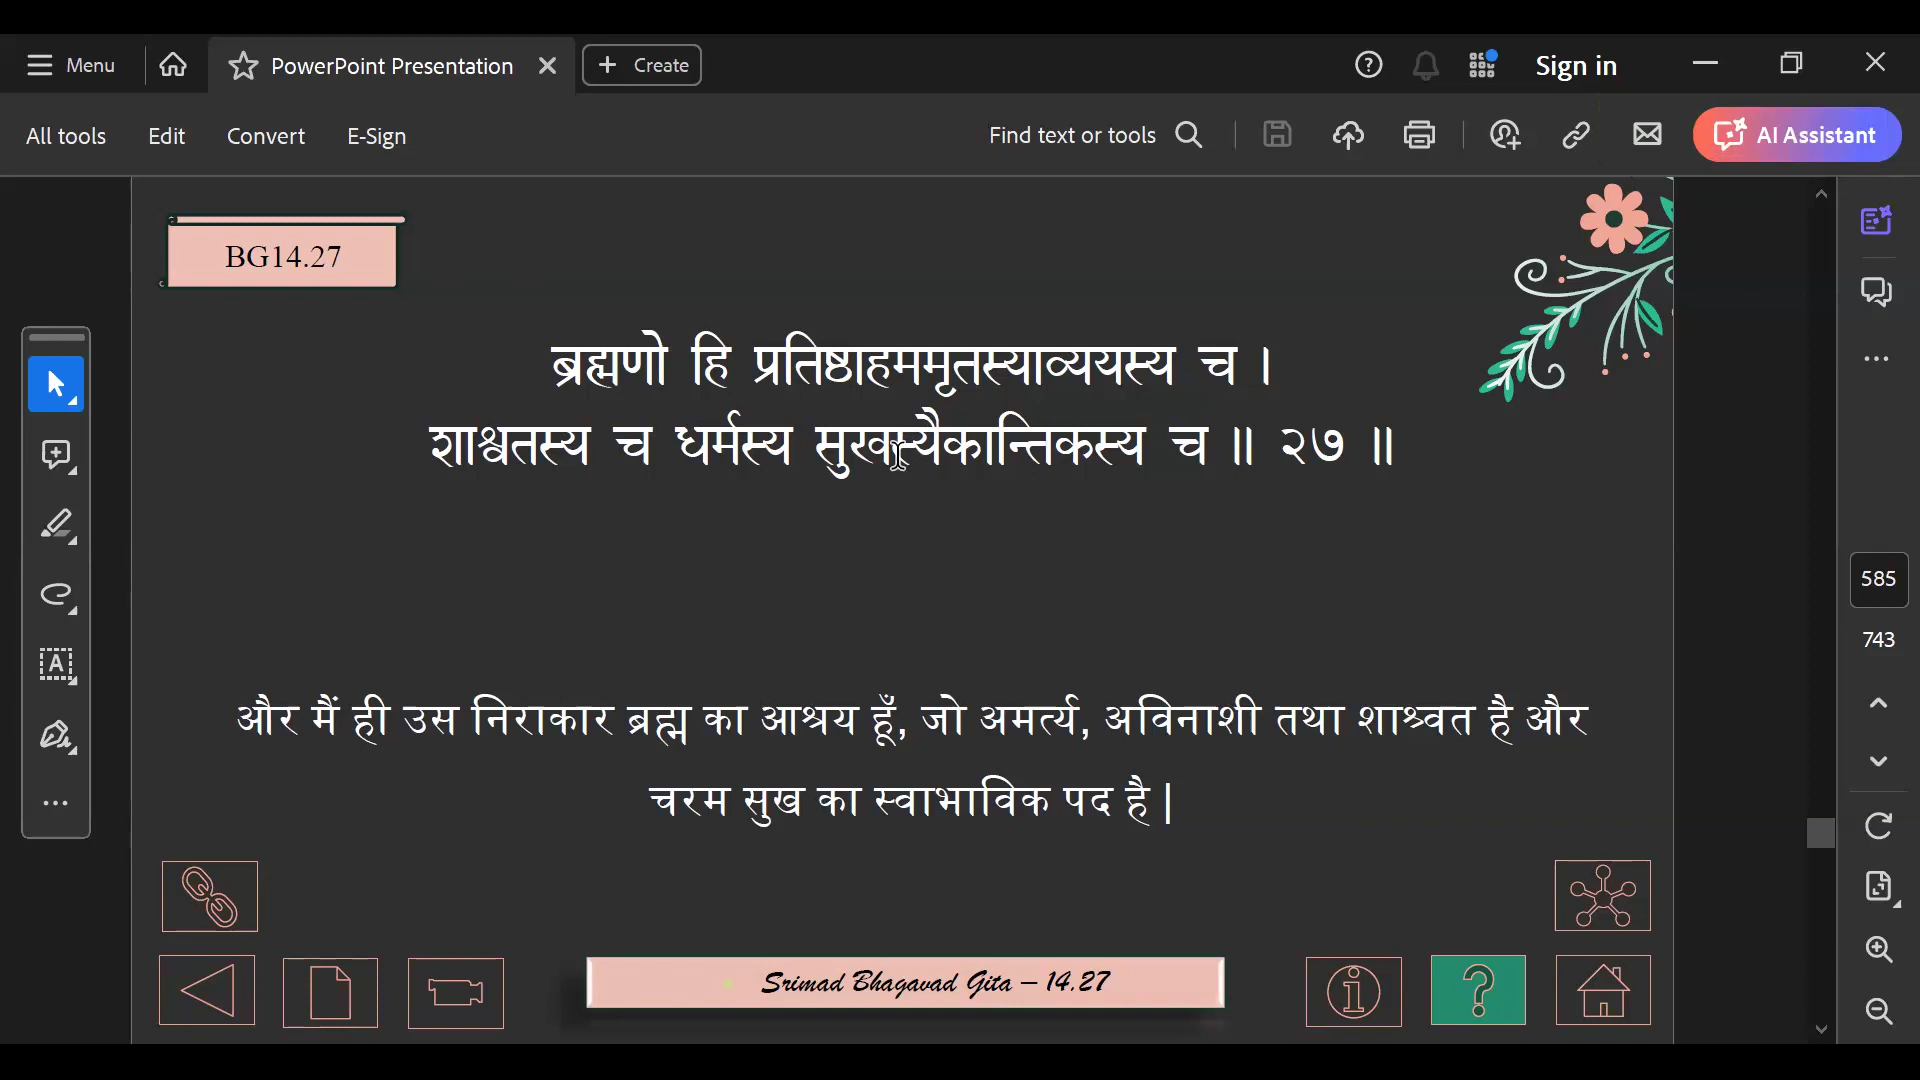 Menu
PowerPoint Presentation
Create
Sign in
All tools
Edit
Convert
E-Sign
Find text or tools
AI Assistant
BG14.27
ब्रह्मणो हि प्रतिष्ठाहममृतस्याव्ययस्य च ।
शाश्वतस्य च धर्मस्य सुखस्यैकान्तिकस्य च ॥ २७ ॥
और मैं ही उस निराकार ब्रह्म का आश्रय हूँ, जो अमर्त्य, अविनाशी तथा शाश्र्वत है और
चरम सुख का स्वाभाविक पद है |
585
743
Srimad Bhagavad Gita – 14.27